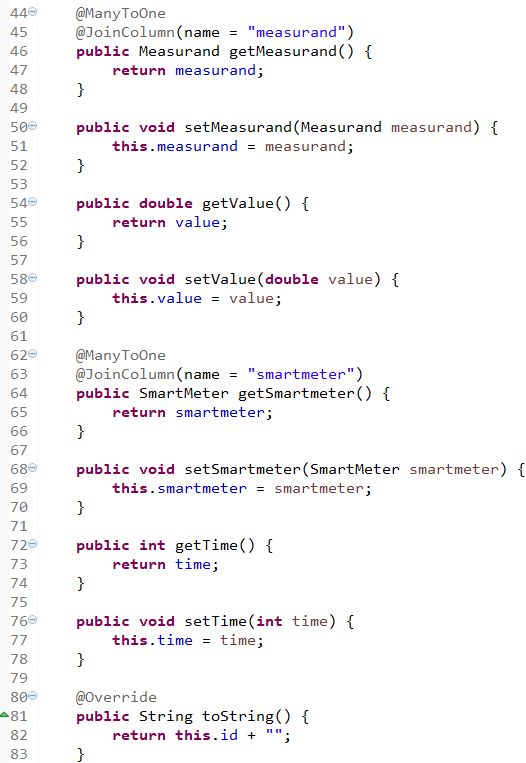 44 @ManyToOne
45 @JoinColumn(name = "measurand")
46 public Measurand getMeasurand() {
47 return measurand;
48 }
49
50 public void setMeasurand(Measurand measurand) {
51 this.measurand = measurand;
52 }
53
54 public double getValue() {
55 return value;
56 }
57
58 public void setValue(double value) {
59 this.value = value;
60 }
61
62 @ManyToOne
63 @JoinColumn(name = "smartmeter")
64 public SmartMeter getSmartmeter() {
65 return smartmeter;
66 }
67
68 public void setSmartmeter(SmartMeter smartmeter) {
69 this.smartmeter = smartmeter;
70 }
71
72 public int getTime() {
73 return time;
74 }
75
76 public void setTime(int time) {
77 this.time = time;
78 }
79
80 @Override
81 public String toString() {
82 return this.id + "";
83 }